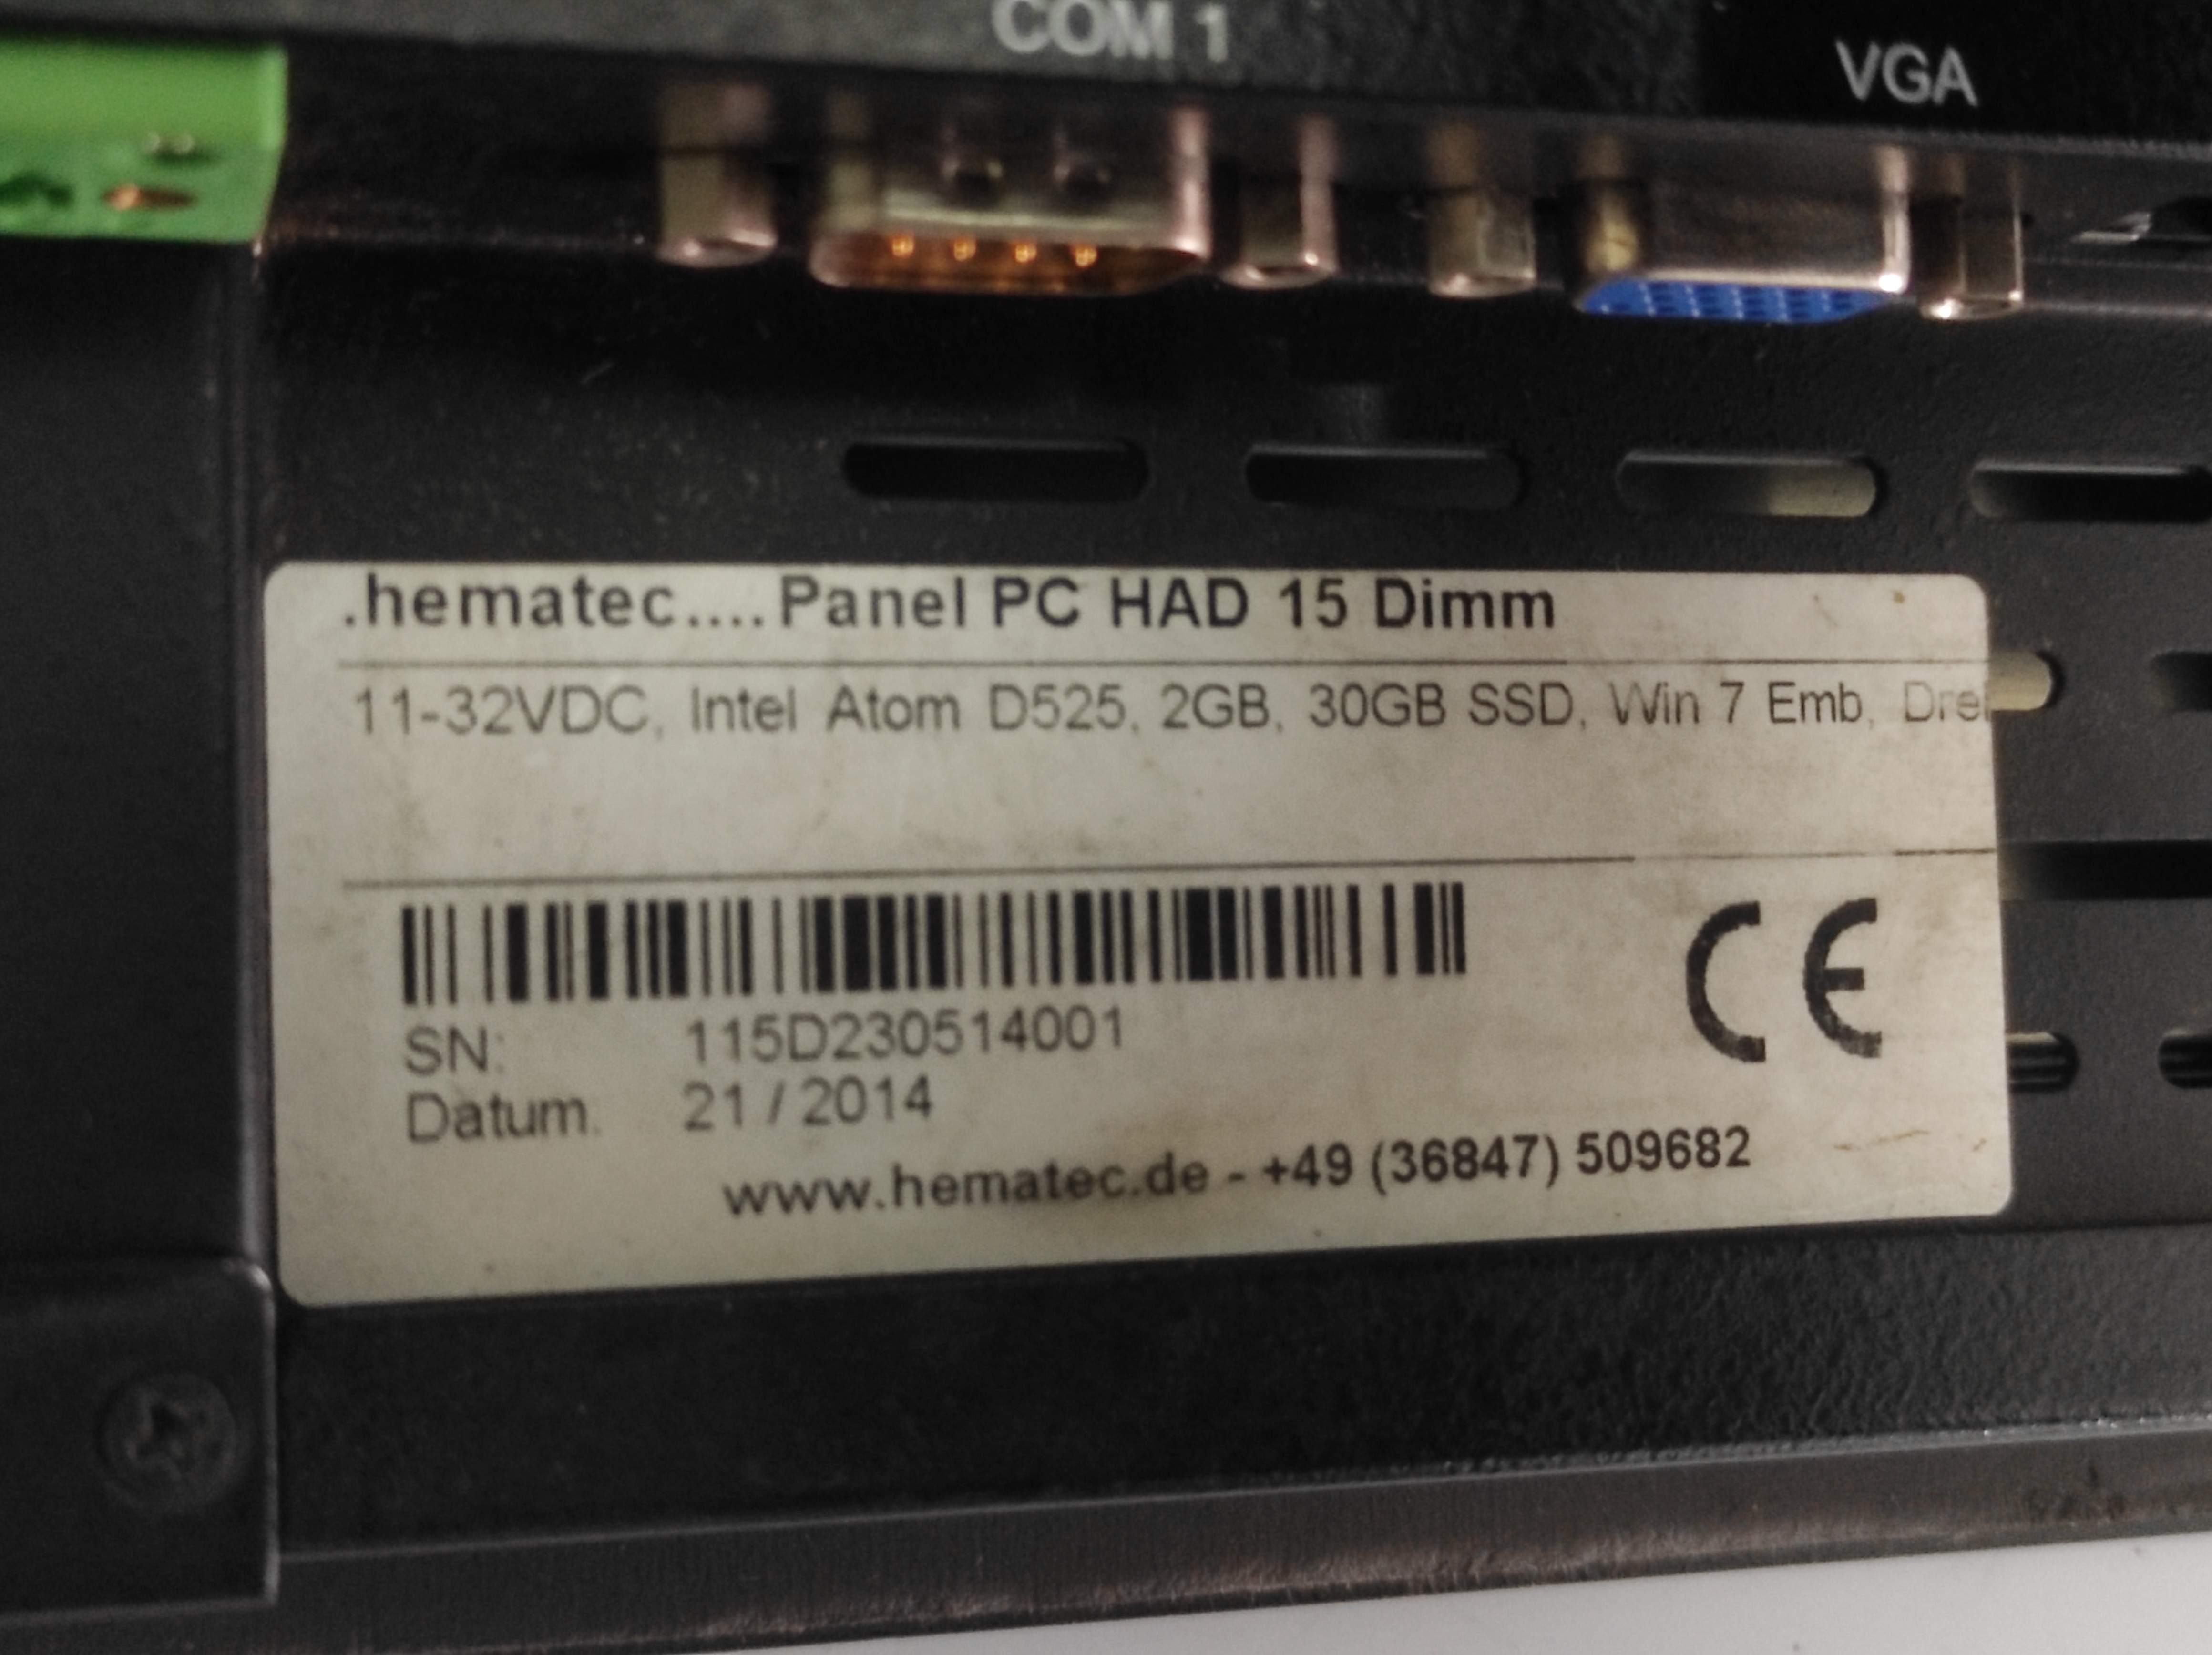 COM 1
VGA
.hematec....Panel PC HAD 15 Dimm
11-32VDC, Intel Atom D525, 2GB, 30GB SSD, Win 7 Emb, Dre
SN: 115D230514001
Datum. 21 / 2014
CE
www.hematec.de - +49 (36847) 509682